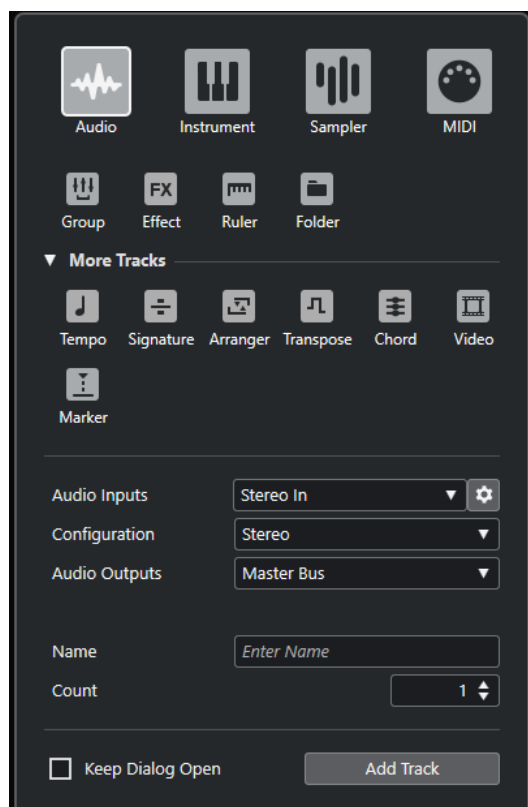 Audio Instrument Sampler MIDI
FX
Group Effect Ruler Folder
▼ More Tracks
Tempo Signature Arranger Transpose Chord Video
Marker
Audio Inputs Stereo In
Configuration Stereo
Audio Outputs Master Bus
Name Enter Name
Count 1
Keep Dialog Open Add Track